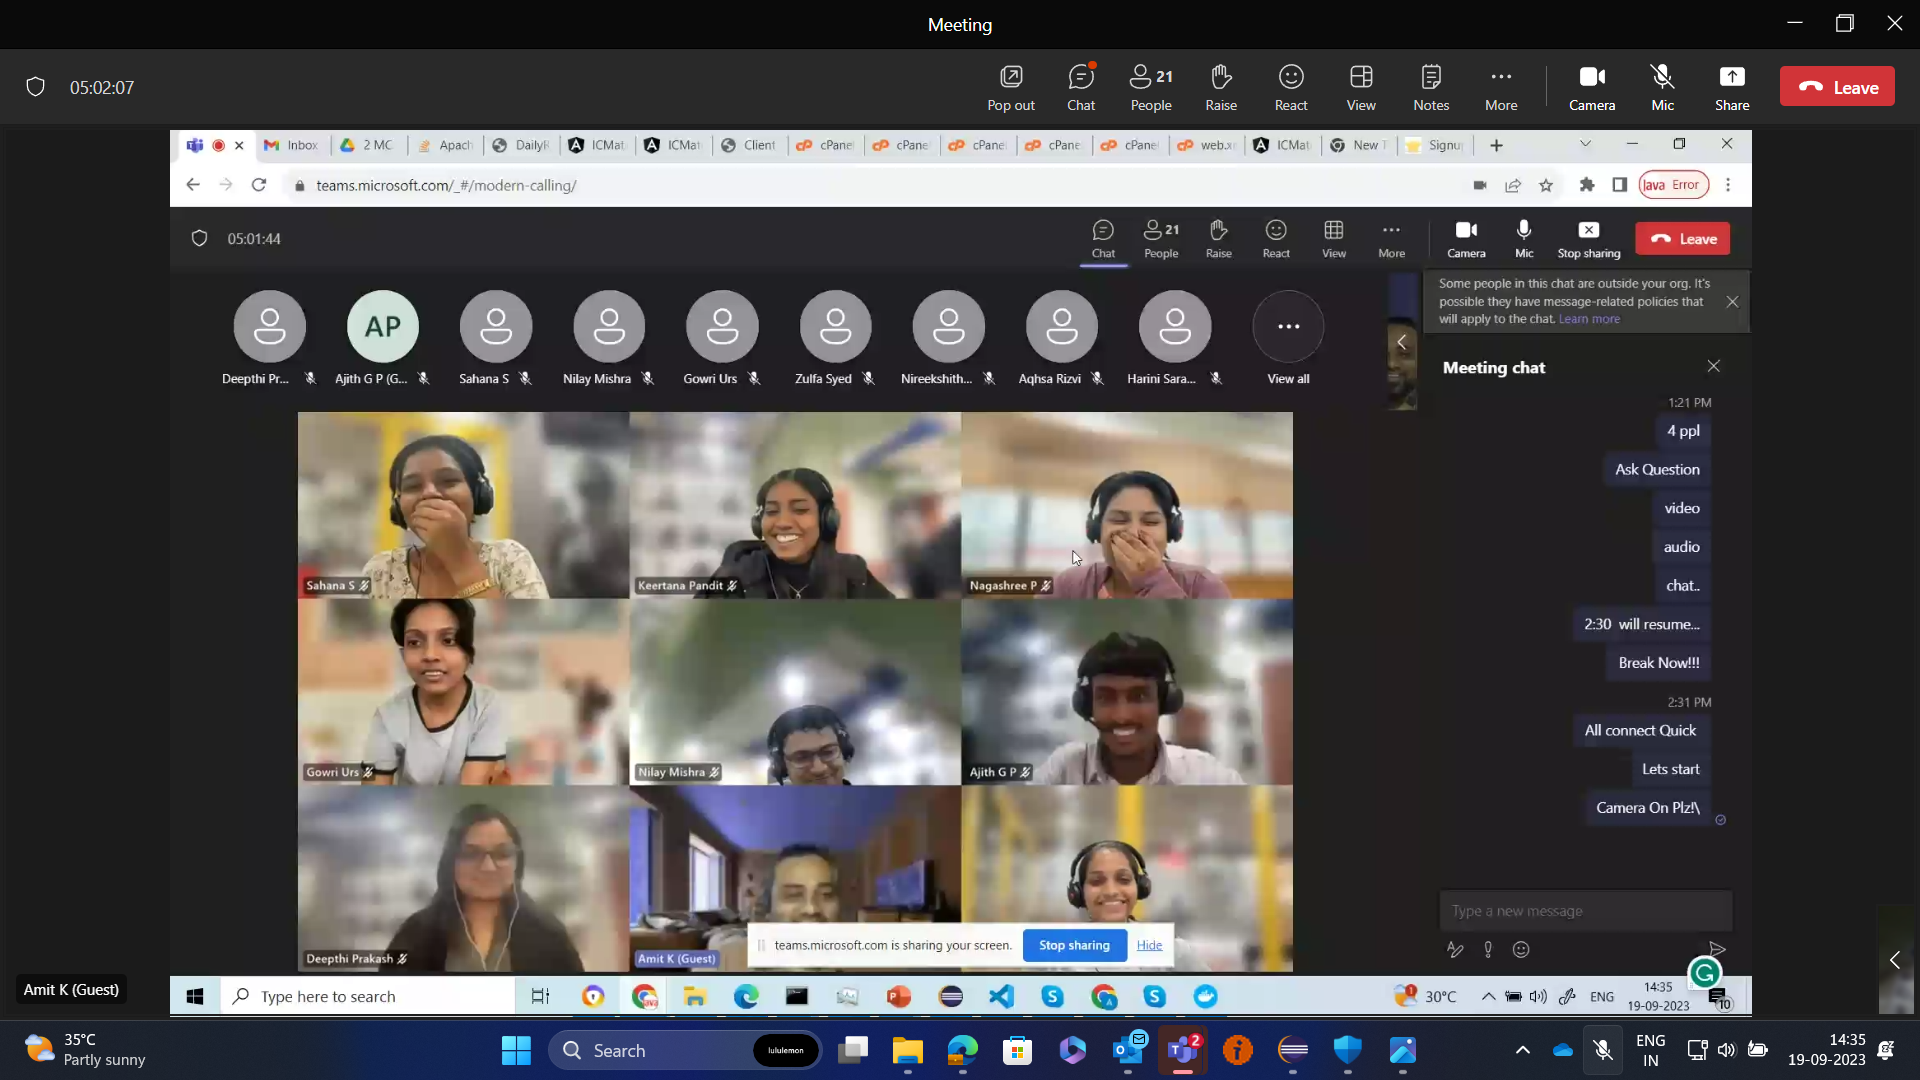 Meeting
05:02:07
Pop out
Chat
People
21
Raise
React
View
Notes
More
Camera
Mic
Share
Leave
Inbox
2 MC
Apach
DailyR
ICMat
ICMat
Client
cPanel
cPane
cPane
cPane
cPanel
web.x
ICMat
New T
Signu
teams.microsoft.com/_#/modern-calling/
Java Error
05:01:44
Chat
People
21
Raise
React
View
More
Camera
Mic
Stop sharing
Leave
Some people in this chat are outside your org. It's
possible they have message-related policies that
will apply to the chat. Learn more
AP
Deepthi Pr...
Ajith G P (G...
Sahana S
Nilay Mishra
Gowri Urs
Zulfa Syed
Nireekshith...
Aqhsa Rizvi
Harini Sara...
View all
Meeting chat
1:21 PM
4 ppl
Ask Question
video
audio
chat..
2:30 will resume...
Break Now!!!
2:31 PM
All connect Quick
Lets start
Camera On Plz!\
Type a new message
Sahana S
Keertana Pandit
Nagashree P
Gowri Urs
Nilay Mishra
Ajith G P
Deepthi Prakash
Amit K (Guest)
teams.microsoft.com is sharing your screen.
Stop sharing
Hide
Amit K (Guest)
Type here to search
30°C
ENG
14:35
19-09-2023
10
35°C
Partly sunny
Search
lululemon
2
ENG
IN
14:35
19-09-2023